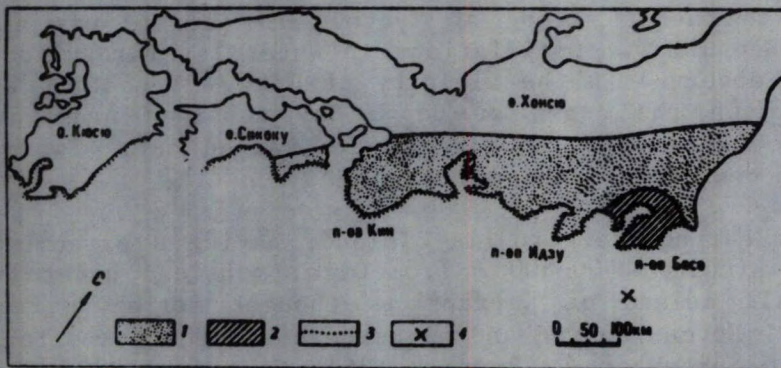 о. Хонсю
о. Кюсю
о. Сикоку
п-ов Кии
п-ов Идзу
п-ов Босо
С
1 2 3 4
0 50 100км